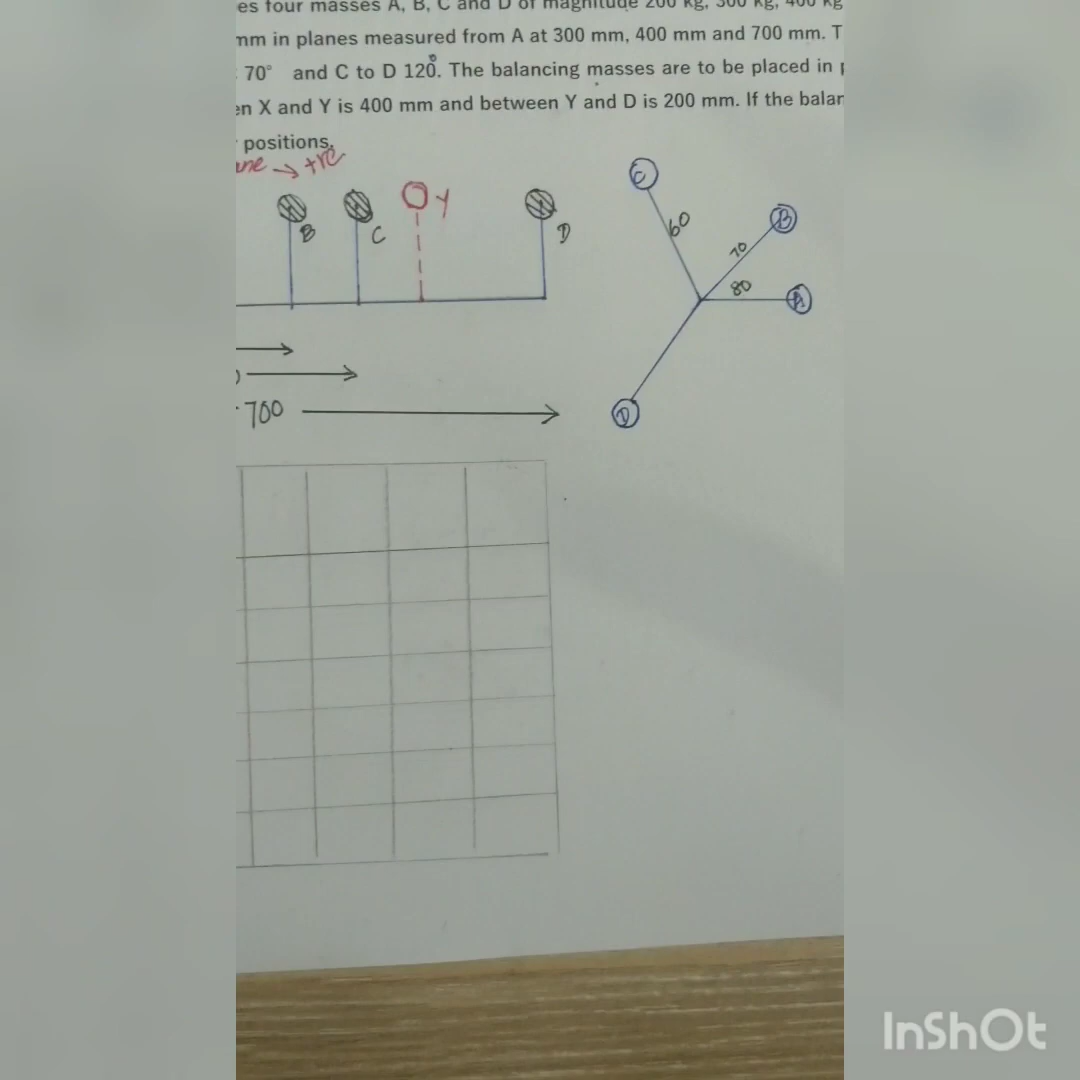 es four masses A, B, C and D of magnitude 200 kg, 300 kg, 400 kg
mm in planes measured from A at 300 mm, 400 mm and 700 mm. T
70° and C to D 120°. The balancing masses are to be placed in
en X and Y is 400 mm and between Y and D is 200 mm. If the balan
positions.
→ +ve
B
C
Y
D
700
C
60
B
70
80
A
D
InShOt